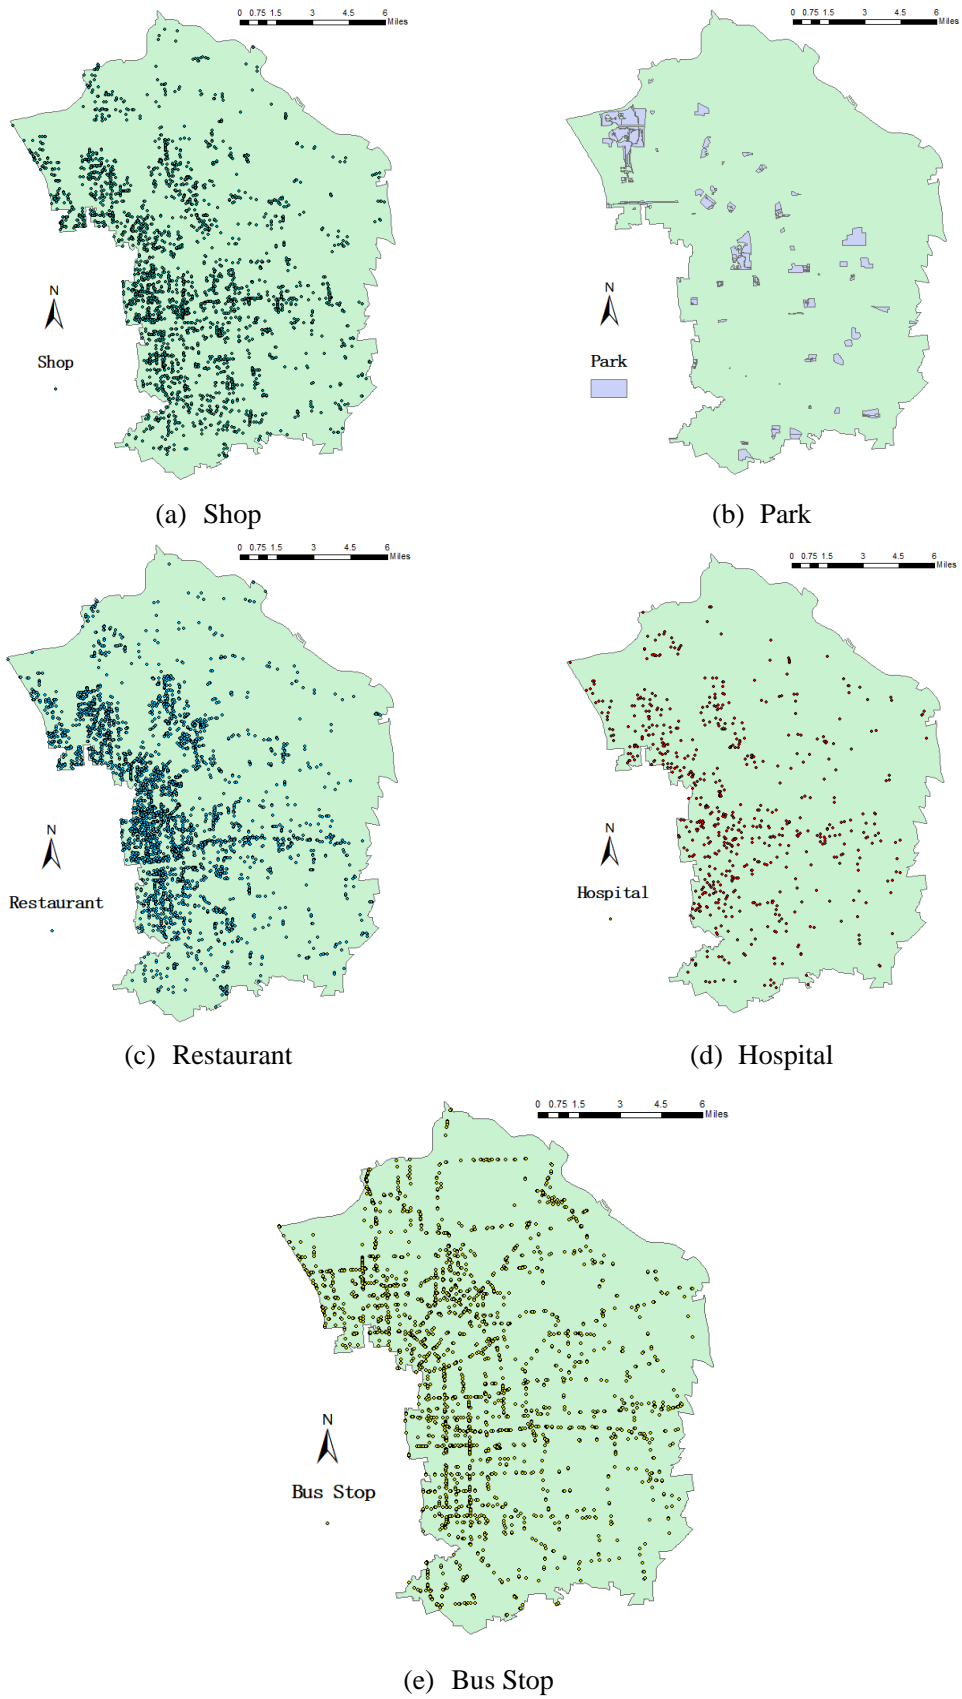 0 0.75 1.5 3 4.5 6
Miles
N
Shop
(a) Shop
0 0.75 1.5 3 4.5 6
Miles
N
Park
(b) Park
0 0.75 1.5 3 4.5 6
Miles
N
Restaurant
(c) Restaurant
0 0.75 1.5 3 4.5 6
Miles
N
Hospital
(d) Hospital
0 0.75 1.5 3 4.5 6
Miles
N
Bus Stop
(e) Bus Stop